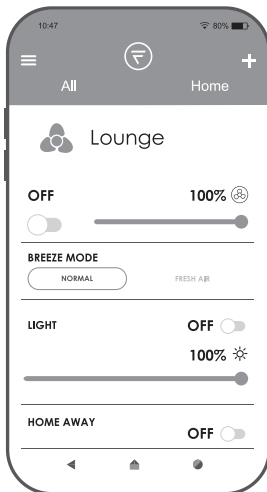 10:47 80%
All Home
Lounge
OFF 100%
BREEZE MODE
NORMAL FRESH AIR
LIGHT OFF
100%
HOME AWAY
OFF